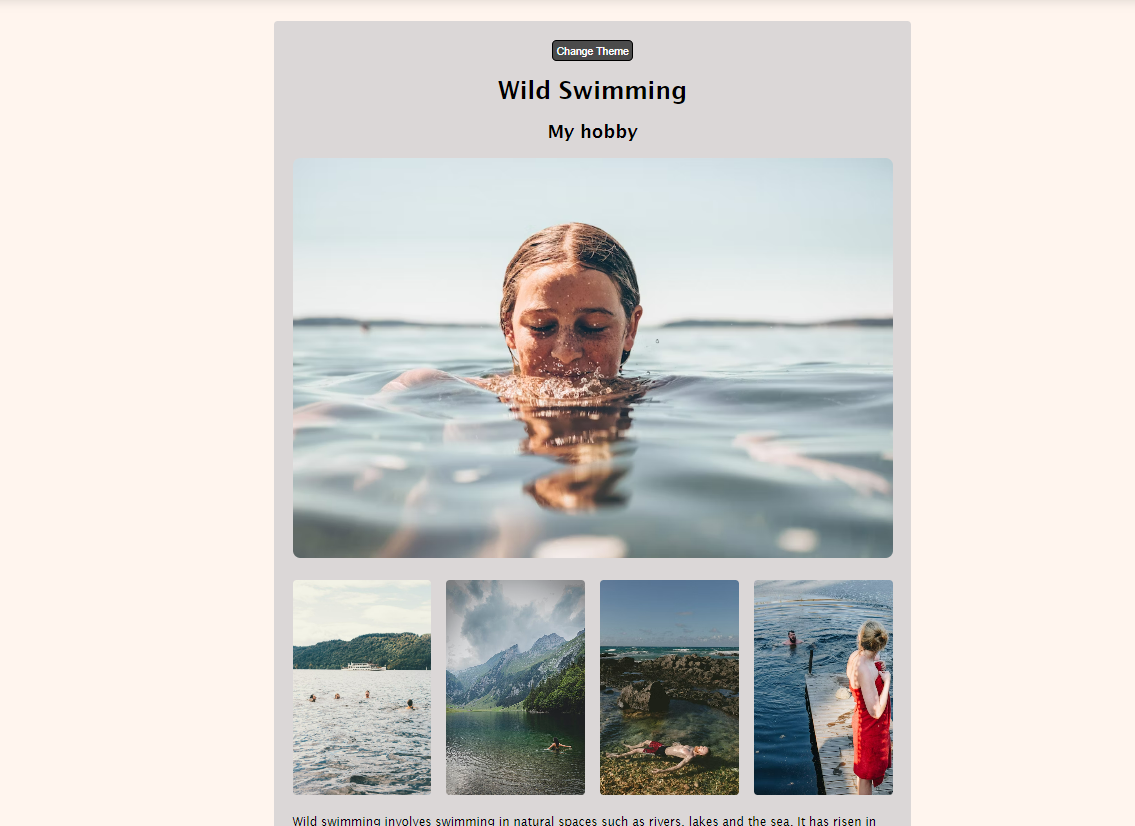 Change Theme
Wild Swimming
My hobby
Wild swimming involves swimming in natural spaces such as rivers, lakes and the sea. It has risen in